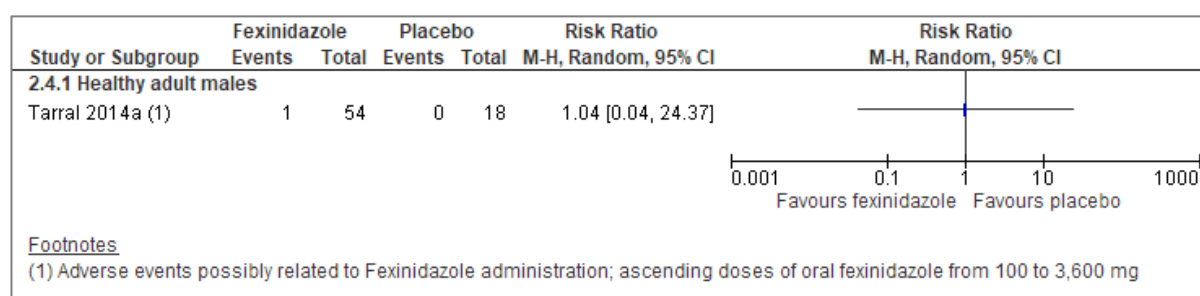 Fexinidazole Placebo Risk Ratio Risk Ratio
Study or Subgroup Events Total Events Total M-H, Random, 95% CI M-H, Random, 95% CI
2.4.1 Healthy adult males
Tarral 2014a (1) 1 54 0 18 1.04 [0.04, 24.37]
0.001 0.1 1 10 1000
Favours fexinidazole Favours placebo
Footnotes
(1) Adverse events possibly related to Fexinidazole administration; ascending doses of oral fexinidazole from 100 to 3,600 mg